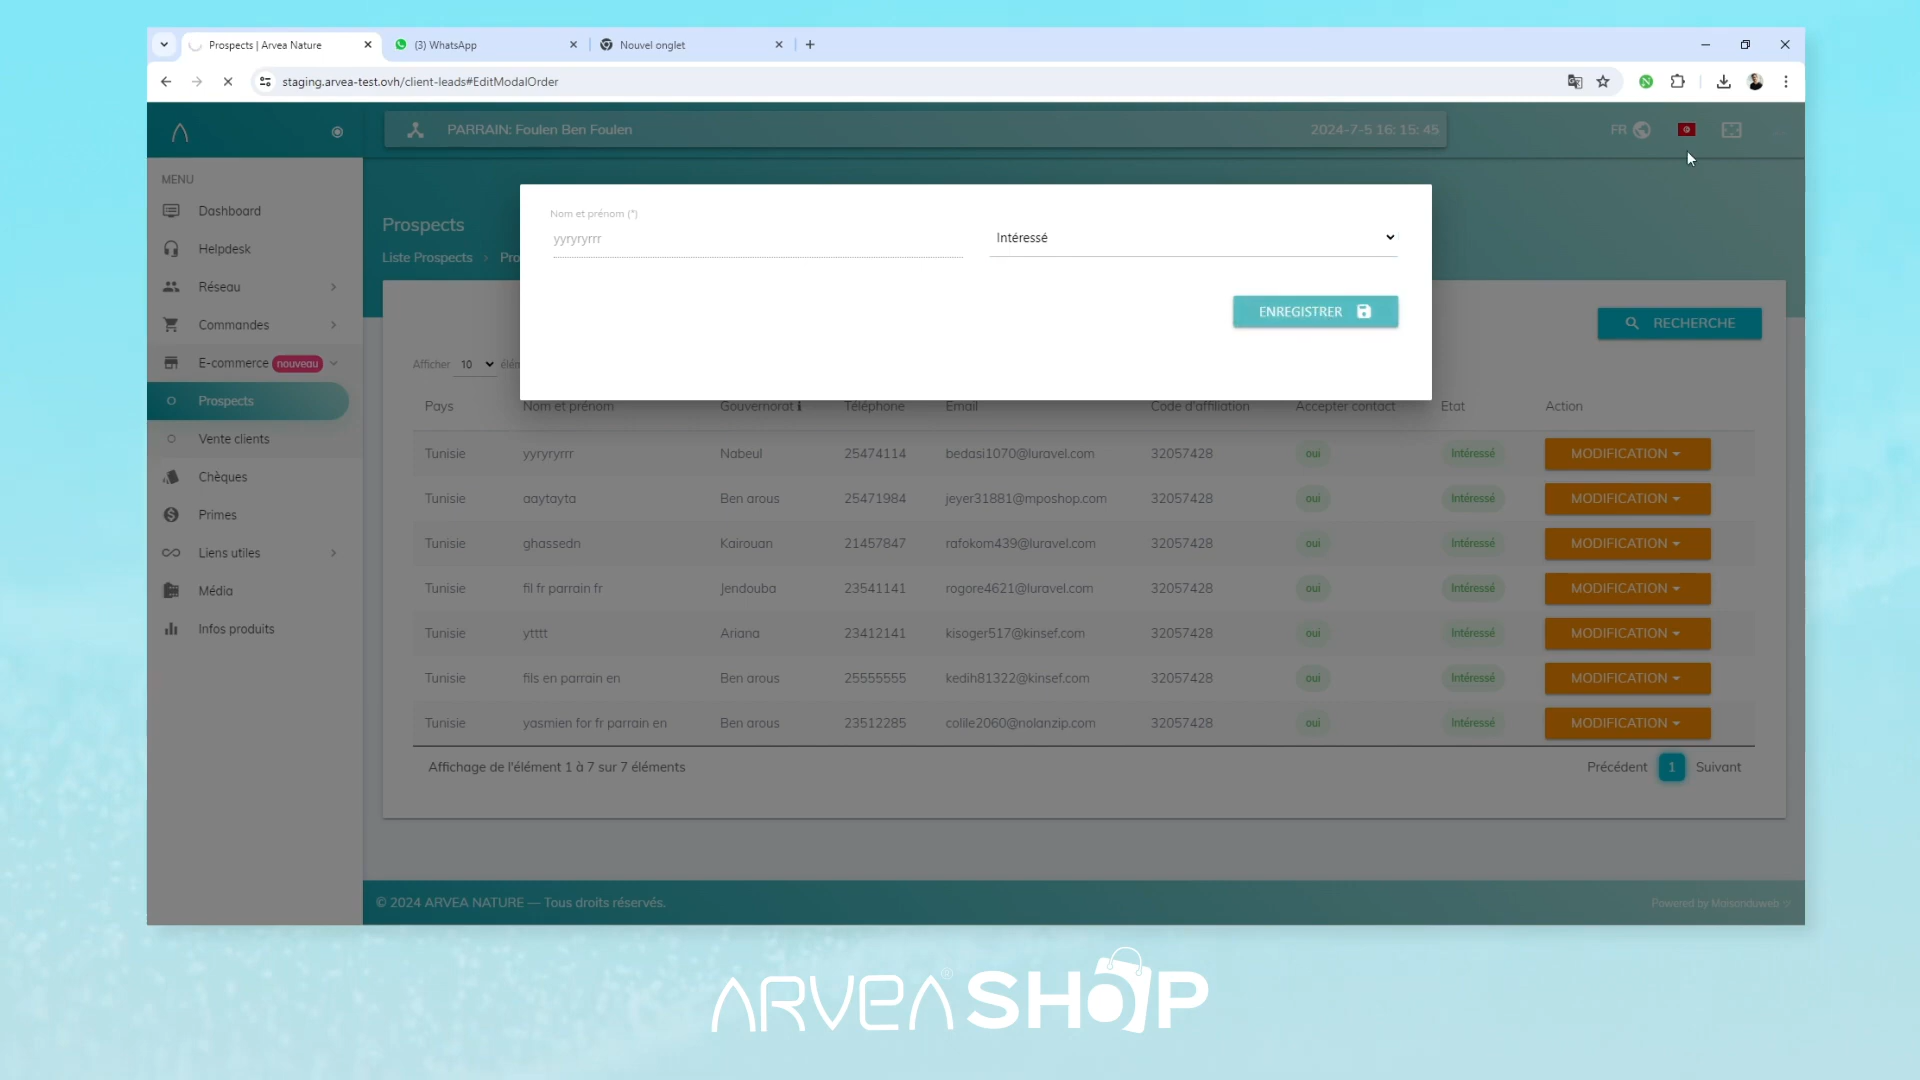 Prospects | Arvea Nature
(3) WhatsApp
Nouvel onglet
staging.arvea-test.ovh/client-leads#EditModalOrder
PARRAIN: Foulen Ben Foulen
2024-7-5 16: 15: 45
FR
MENU
Dashboard
Helpdesk
Réseau
Commandes
E-commerce nouveau
Prospects
Vente clients
Chèques
Primes
Liens utiles
Média
Infos produits
Prospects
Liste Prospects > Pro
Nom et prénom (*)
yyryryrrr
Intéressé
ENREGISTRER
RECHERCHE
Afficher 10 élém
Pays Nom et prénom Gouvernorat Téléphone Email Code d'affiliation Accepter contact Etat Action
Tunisie yyryryrrr Nabeul 25474114 bedasi1070@luravel.com 32057428 oui Intéressé MODIFICATION
Tunisie aaytayta Ben arous 25471984 jeyer31881@mposhop.com 32057428 oui Intéressé MODIFICATION
Tunisie ghassedn Kairouan 21457847 rafokom439@luravel.com 32057428 oui Intéressé MODIFICATION
Tunisie fil fr parrain fr Jendouba 23541141 rogore4621@luravel.com 32057428 oui Intéressé MODIFICATION
Tunisie ytttt Ariana 23412141 kisoger517@kinsef.com 32057428 oui Intéressé MODIFICATION
Tunisie fils en parrain en Ben arous 25555555 kedih81322@kinsef.com 32057428 oui Intéressé MODIFICATION
Tunisie yasmien for fr parrain en Ben arous 23512285 colile2060@nolanzip.com 32057428 oui Intéressé MODIFICATION
Affichage de l'élément 1 à 7 sur 7 éléments
Précédent 1 Suivant
© 2024 ARVEA NATURE — Tous droits réservés.
Powered by Maisonduweb
ARVEA® SHOP